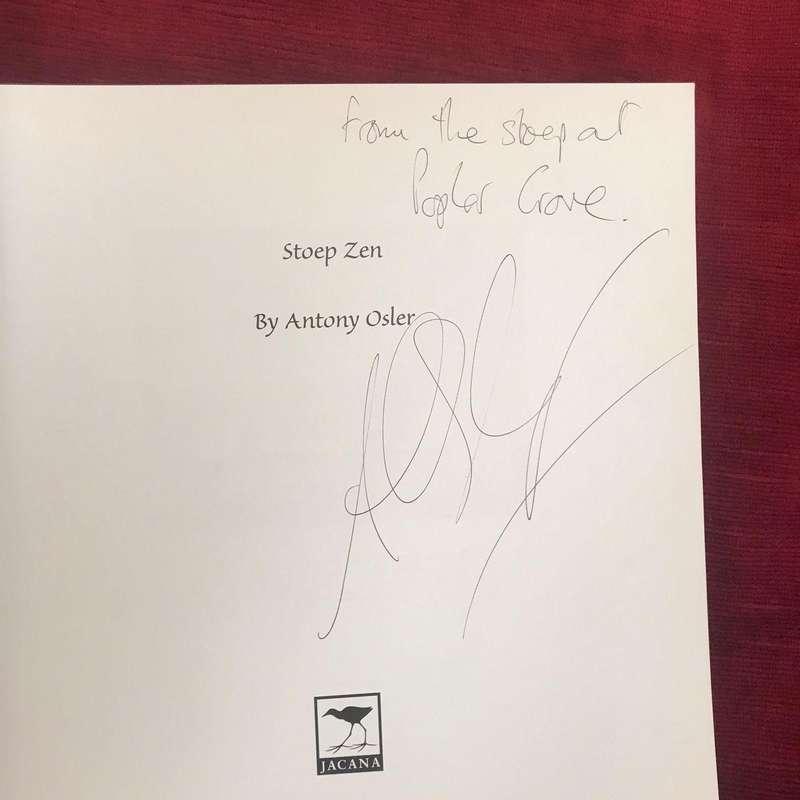 from the stoep at
Poplar Grove.
Stoep Zen
By Antony Osler
JACANA